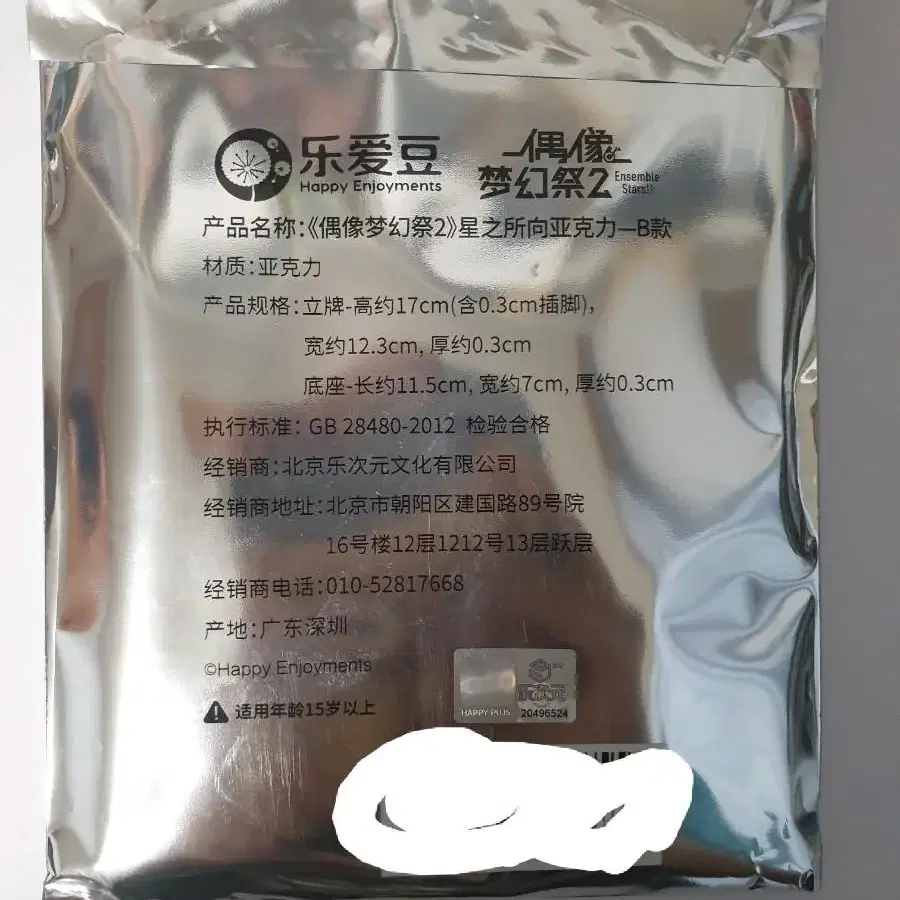 乐爱豆
Happy Enjoyments
偶像
梦幻祭2
Ensemble
Stars!!
产品名称:《偶像梦幻祭2》星之所向亚克力—B款
材质:亚克力
产品规格:立牌-高约17cm(含0.3cm插脚),
宽约12.3cm, 厚约0.3cm
底座-长约11.5cm, 宽约7cm, 厚约0.3cm
执行标准: GB 28480-2012 检验合格
经销商:北京乐次元文化有限公司
经销商地址:北京市朝阳区建国路89号院
16号楼12层1212号13层跃层
经销商电话:010-52817668
产地:广东深圳
©Happy Enjoyments
适用年龄15岁以上
HAPPY PLUS
20496524